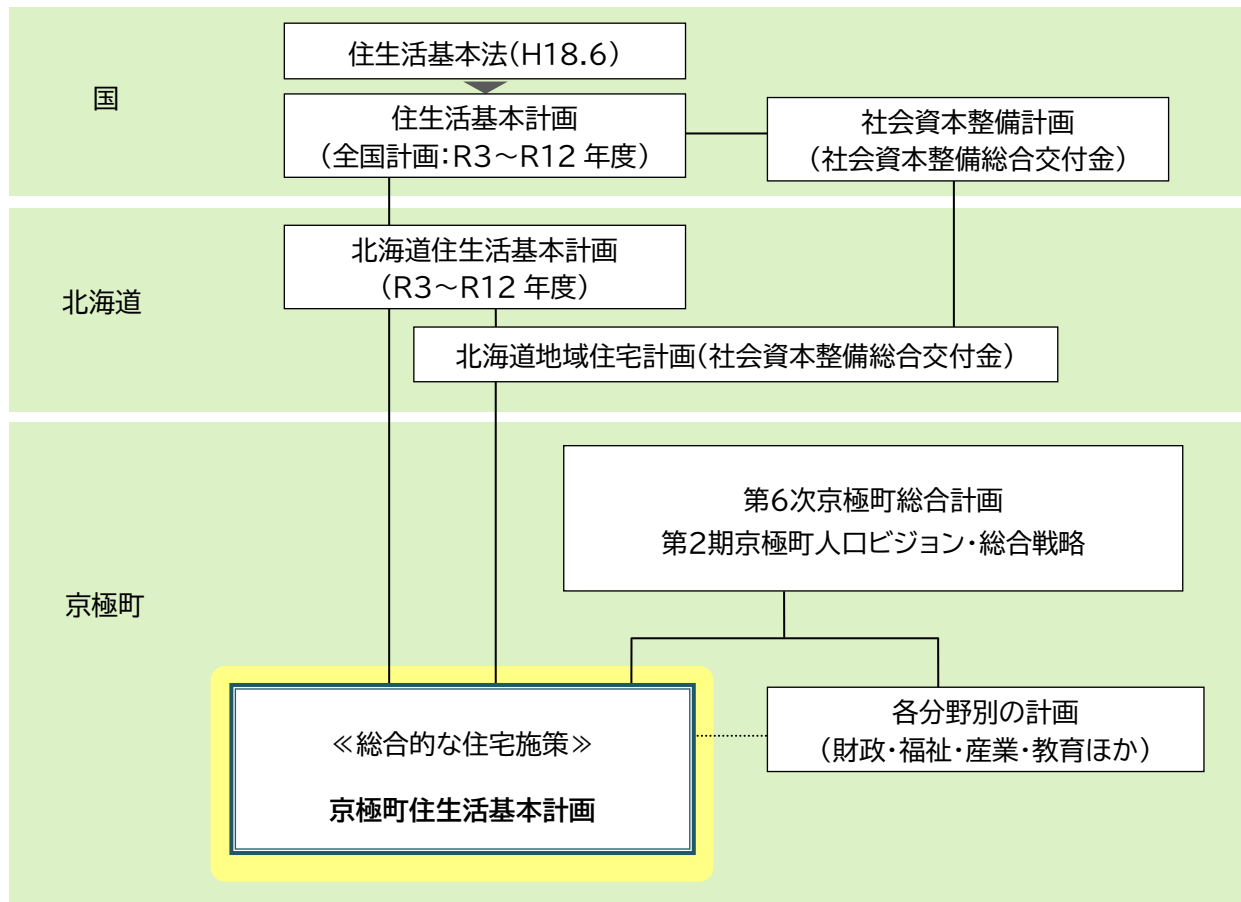 国
住生活基本法（H18.6）
住生活基本計画
（全国計画：R3～R12 年度）
社会資本整備計画
（社会資本整備総合交付金）
北海道
北海道住生活基本計画
（R3～R12 年度）
北海道地域住宅計画（社会資本整備総合交付金）
京極町
第6次京極町総合計画
第2期京極町人口ビジョン・総合戦略
≪総合的な住宅施策≫
京極町住生活基本計画
各分野別の計画
（財政・福祉・産業・教育ほか）